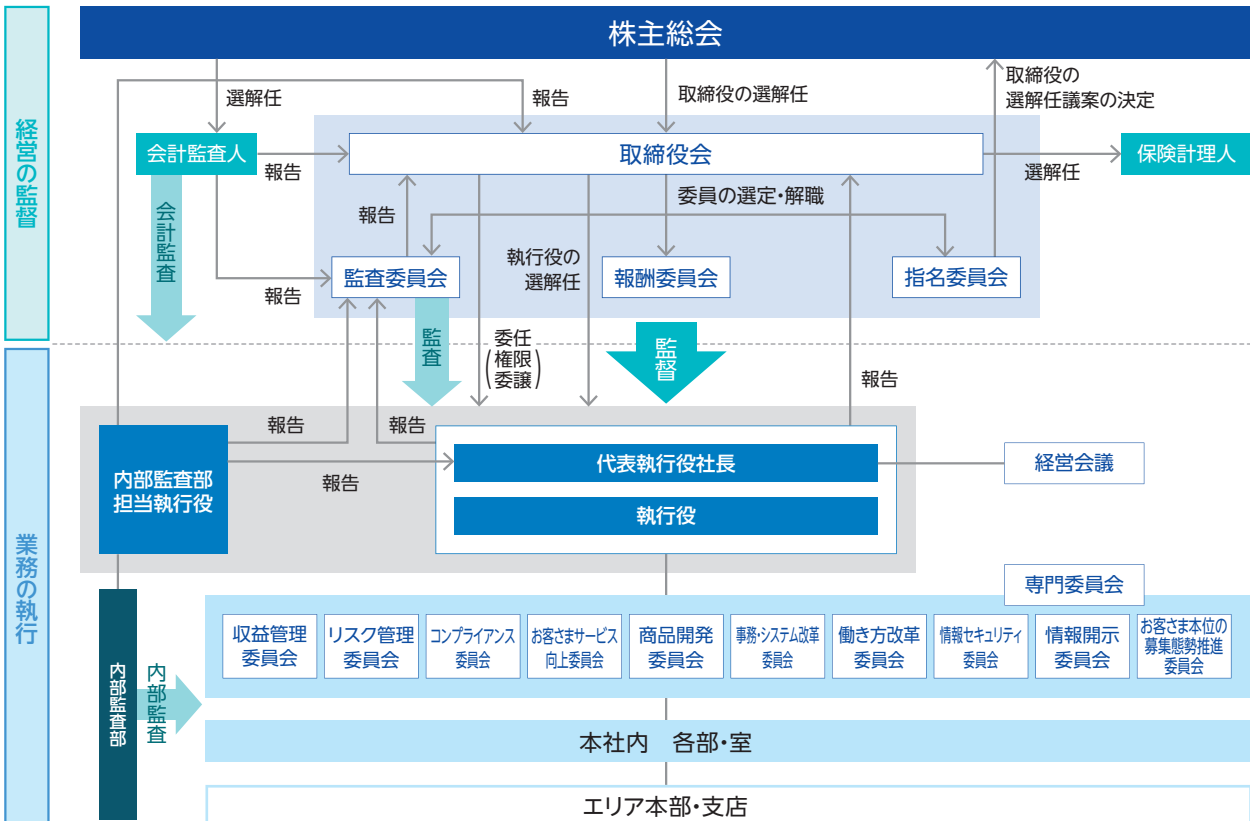 株主総会
経営の監督
選解任
報告
取締役の選解任
取締役の
選解任議案の決定
会計監査人
報告
取締役会
選解任
保険計理人
会計監査
報告
委員の選定・解職
執行役の
選解任
報告
監査委員会
報酬委員会
指名委員会
監査
委任
(権限
委譲)
監督
報告
業務の執行
報告
報告
報告
内部監査部
担当執行役
代表執行役社長
執行役
経営会議
専門委員会
収益管理
委員会
リスク管理
委員会
コンプライアンス
委員会
お客さまサービス
向上委員会
商品開発
委員会
事務・システム改革
委員会
働き方改革
委員会
情報セキュリティ
委員会
情報開示
委員会
お客さま本位の
募集態勢推進
委員会
内部監査部
内部監査
本社内　各部・室
エリア本部・支店